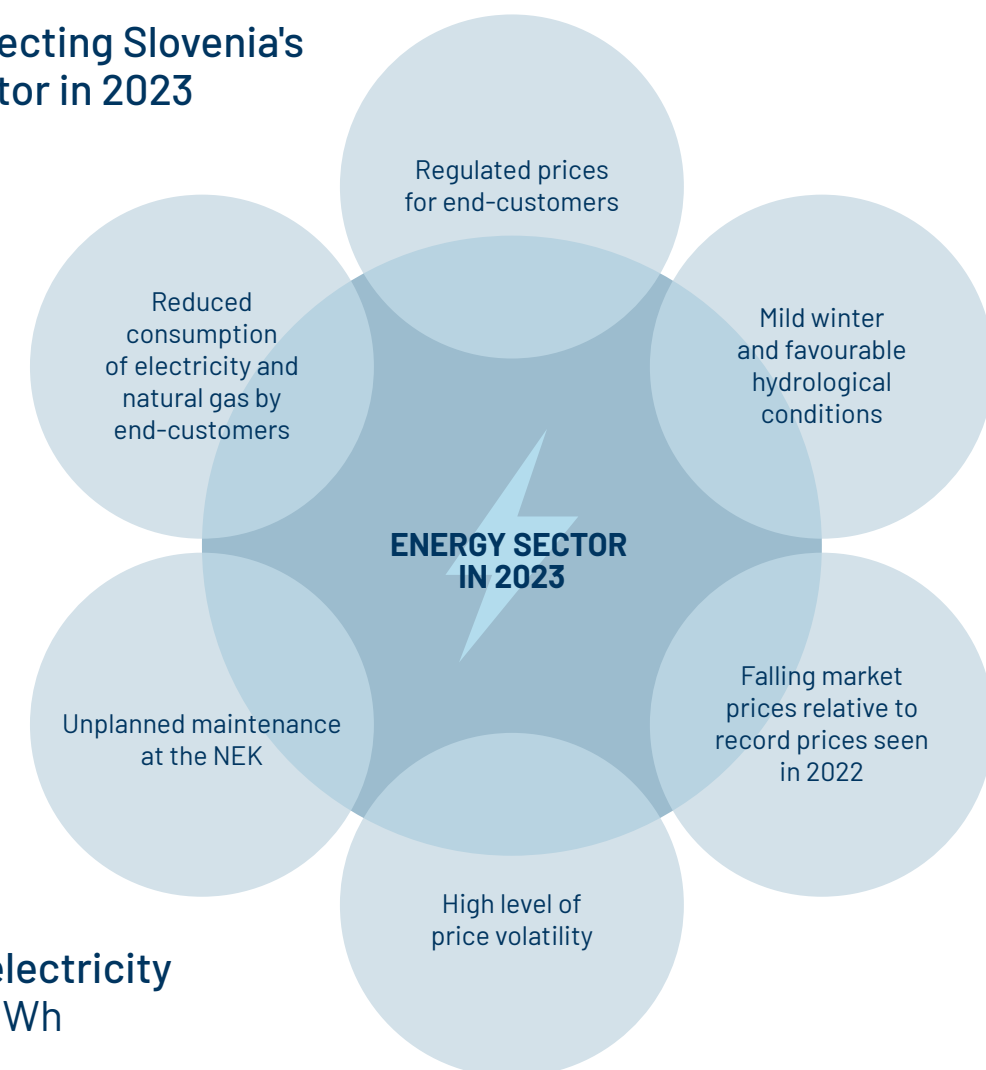 ecting Slovenia's
tor in 2023
Regulated prices
for end-customers
Reduced
consumption
of electricity and
natural gas by
end-customers
Mild winter
and favourable
hydrological
conditions
ENERGY SECTOR
IN 2023
Unplanned maintenance
at the NEK
Falling market
prices relative to
record prices seen
in 2022
High level of
price volatility
electricity
Wh